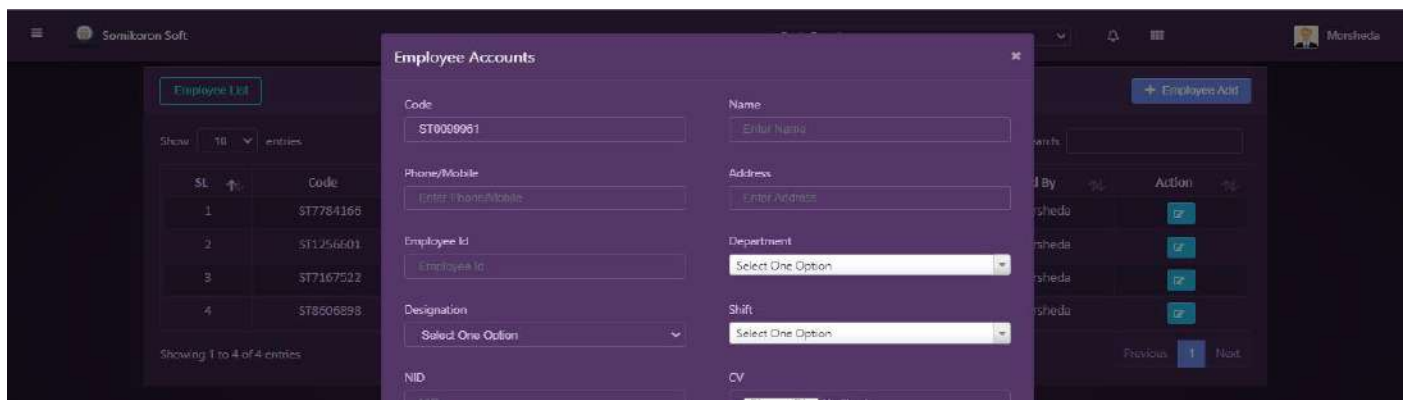 Somikoron Soft
Morsheda
Employee Accounts
×
Employee List
+ Employee Add
Code
Name
ST0099961
Enter Name
Show 10 entries
Phone/Mobile
Address
Enter Phone/Mobile
Enter Address
SL Code
Action
1 ST7784166
2 ST1256601
3 ST7167522
4 ST8606898
Employee Id
Department
Employee Id
Select One Option
Designation
Shift
Select One Option
Select One Option
Showing 1 to 4 of 4 entries
Previous 1 Next
NID
CV